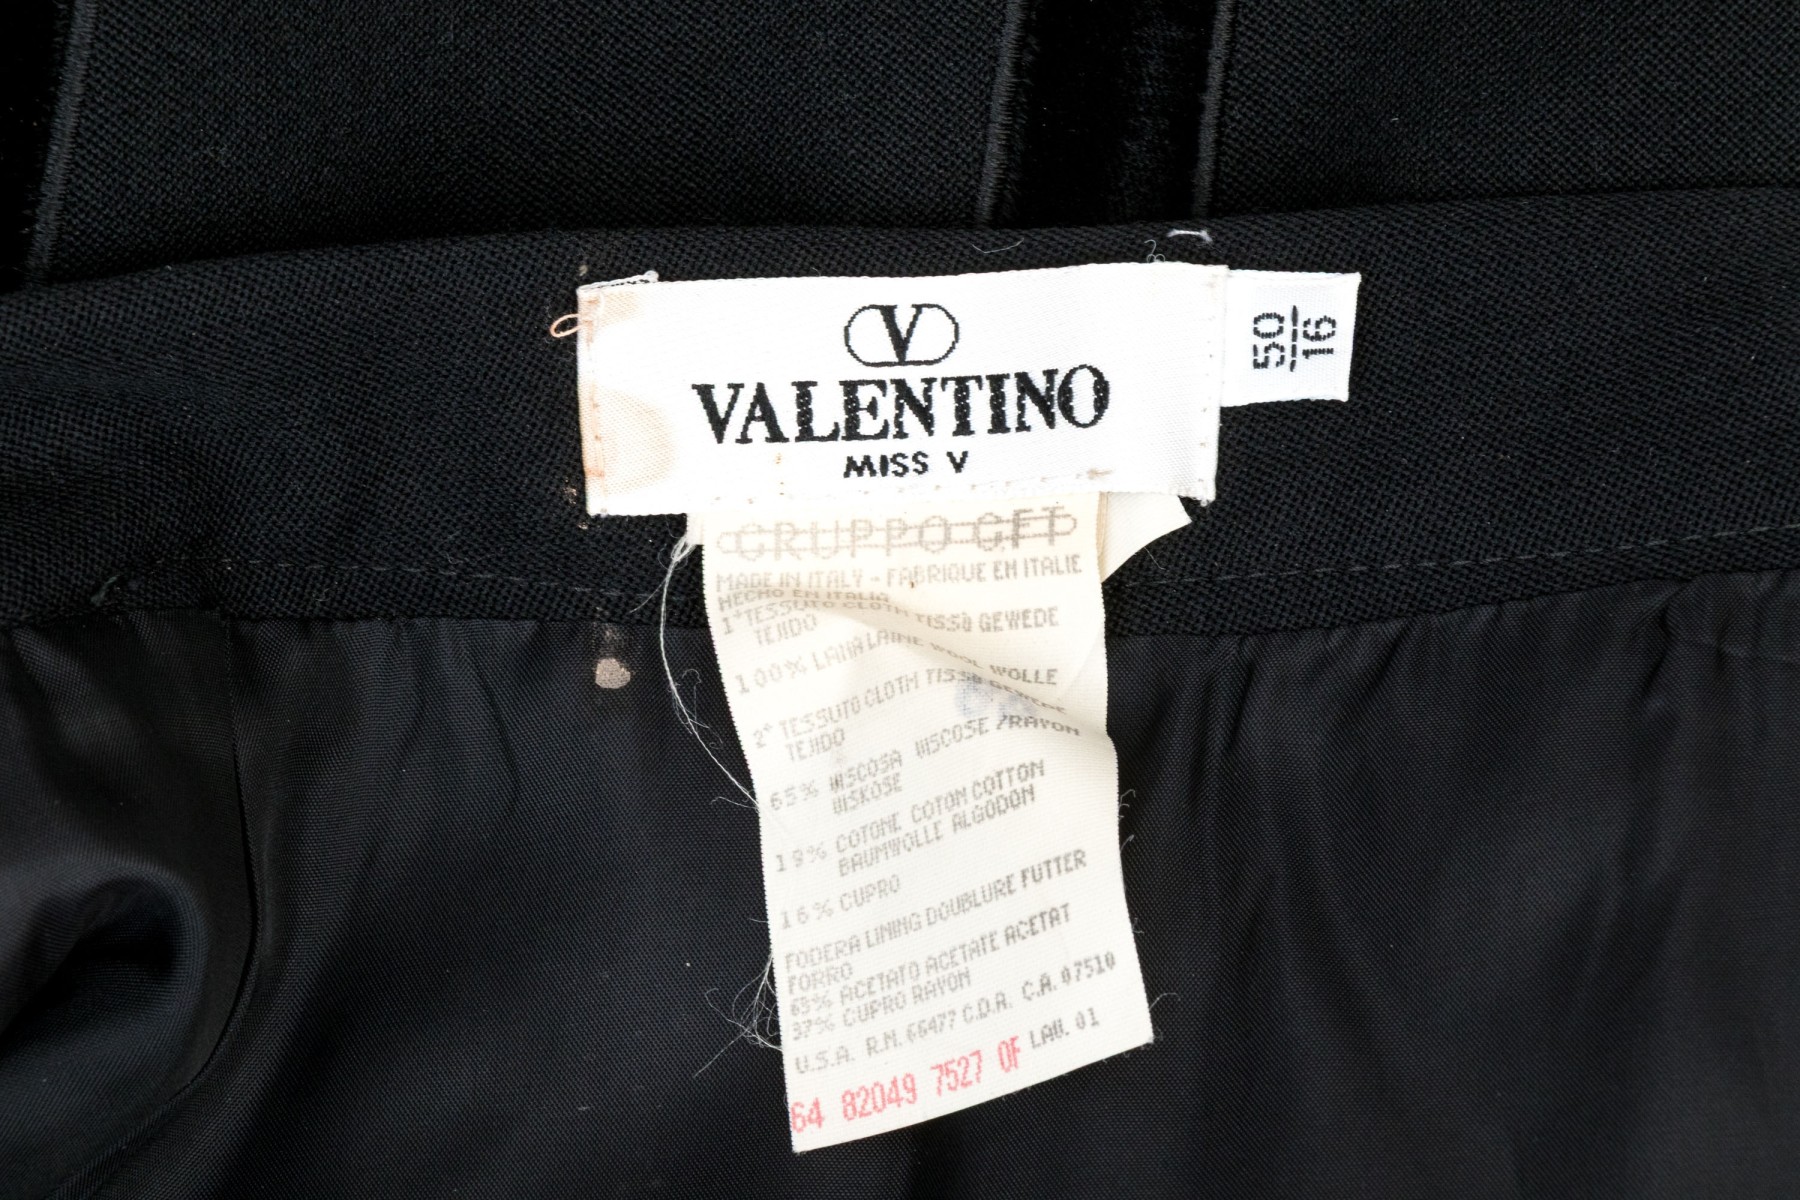 V
VALENTINO
MISS V
50
16
GRUPPO GFT
MADE IN ITALY - FABRIQUE EN ITALIE
HECHO EN ITALIA
1° TESSUTO CLOTH TISSU GEWEDE
TEJIDO
100% LANA LAINE WOOL WOLLE
2° TESSUTO CLOTH TISSU GEWEDE
TEJIDO
65% VISCOSA VISCOSE/RAYON
VISKOSE
19% COTONE COTON COTTON
BAUMWOLLE ALGODON
16% CUPRO
FODERA LINING DOUBLURE FUTTER
FORRO
63% ACETATO ACETATE ACETAT
37% CUPRO RAYON
U.S.A. R.N. 66477 C.D.A. C.A. 07510
64 82049 7527 OF LAV. 01